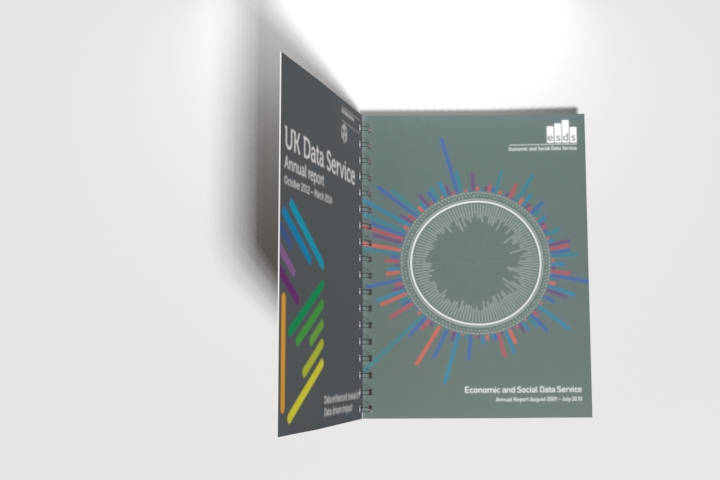 UK Data Service
Annual report
October 2012 – March 2014
Data enhanced research
Data driven impact
esds
Economic and Social Data Service
Economic and Social Data Service
Annual Report August 2009 – July 2010